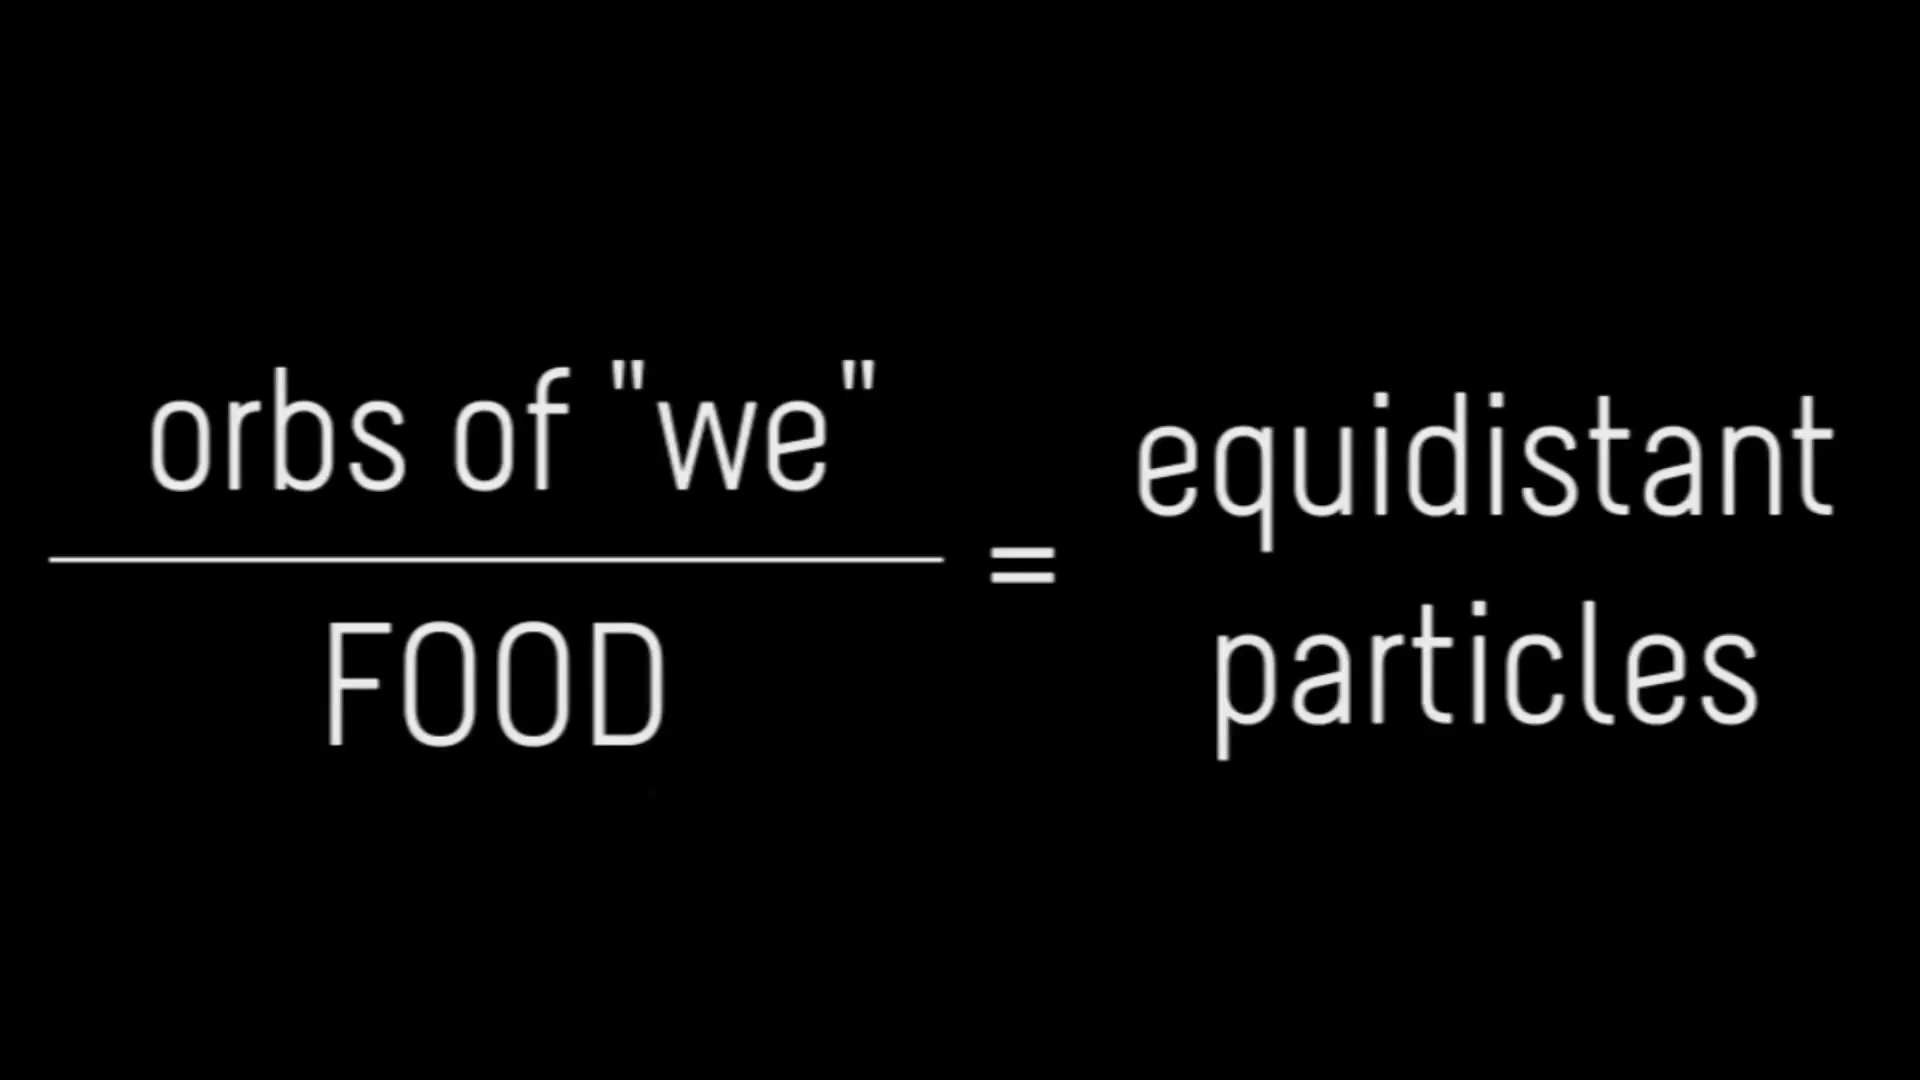 orbs of "we"
FOOD
=
equidistant
particles